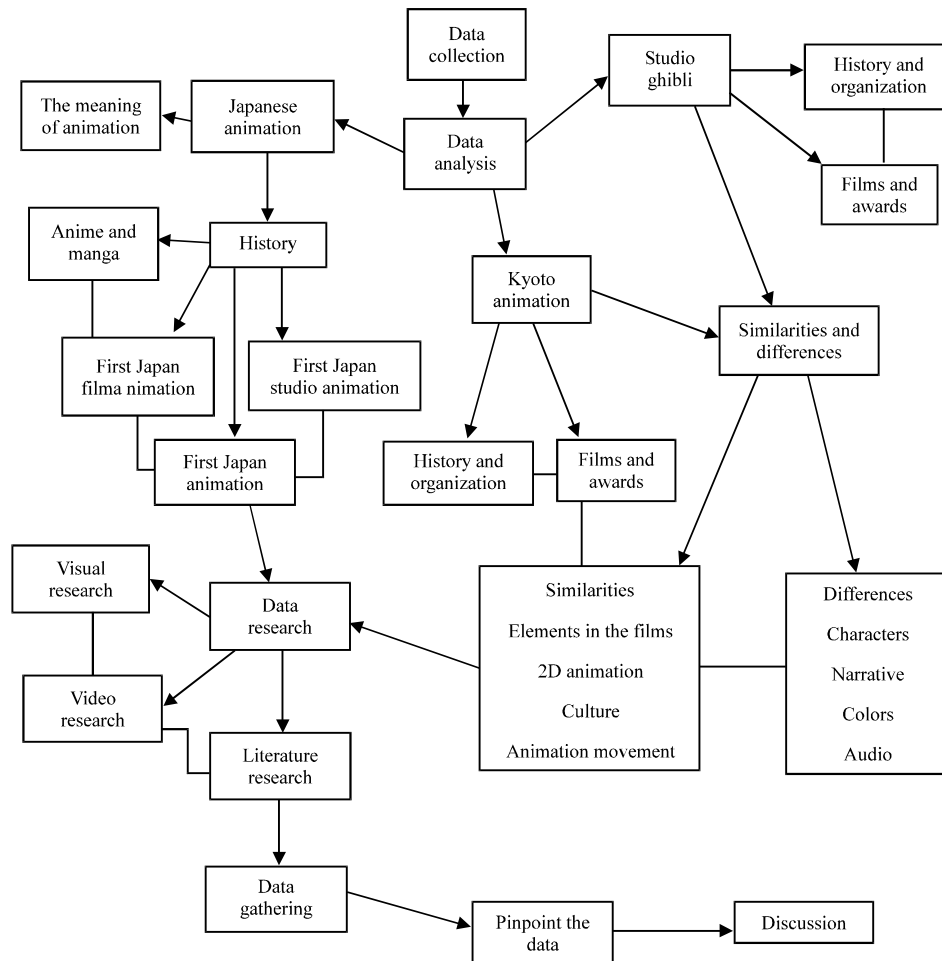 Data
collection
Studio
ghibli
History and
organization
The meaning
of animation
Japanese
animation
Data
analysis
Films and
awards
Anime and
manga
History
Kyoto
animation
Similarities and
differences
First Japan
filma nimation
First Japan
studio animation
First Japan
animation
History and
organization
Films and
awards
Visual
research
Data
research
Similarities
Elements in the films
2D animation
Culture
Animation movement
Differences
Characters
Narrative
Colors
Audio
Video
research
Literature
research
Data
gathering
Pinpoint the
data
Discussion